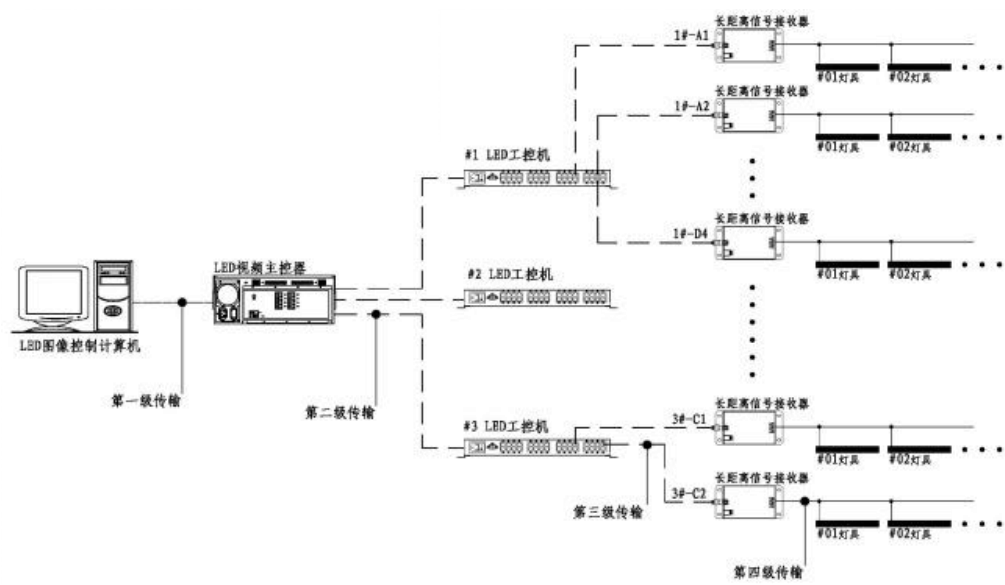 长距离信号接收器
1#-A1
#01灯具 #02灯具
长距离信号接收器
1#-A2
#01灯具 #02灯具
#1 LED工控机
长距离信号接收器
1#-D4
#01灯具 #02灯具
LED视频主控器
#2 LED工控机
LED图像控制计算机
第一级传输
第二级传输
长距离信号接收器
3#-C1
#3 LED工控机
#01灯具 #02灯具
长距离信号接收器
3#-C2
第三级传输
#01灯具 #02灯具
第四级传输